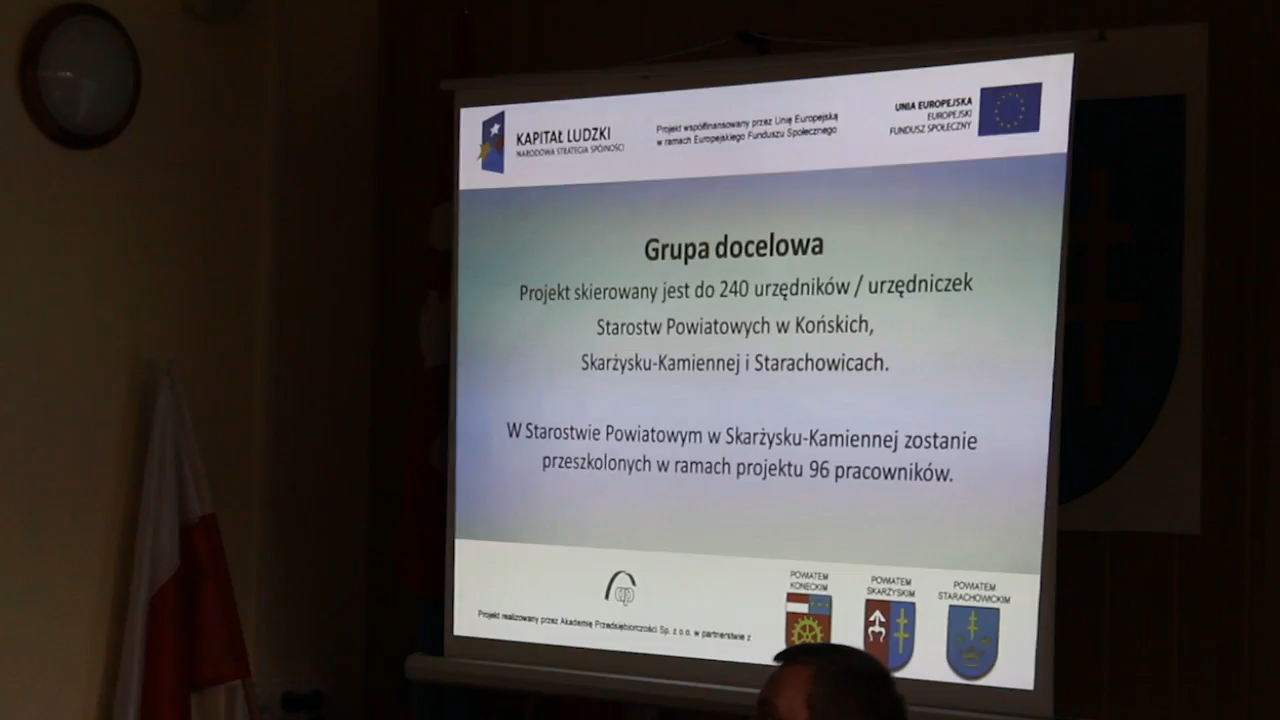 KAPITAŁ LUDZKI
NARODOWA STRATEGIA SPÓJNOŚCI
Projekt współfinansowany przez Unię Europejską
w ramach Europejskiego Funduszu Społecznego
UNIA EUROPEJSKA
EUROPEJSKI
FUNDUSZ SPOŁECZNY
Grupa docelowa
Projekt skierowany jest do 240 urzędników / urzędniczek
Starostw Powiatowych w Końskich,
Skarżysku-Kamiennej i Starachowicach.
W Starostwie Powiatowym w Skarżysku-Kamiennej zostanie
przeszkolonych w ramach projektu 96 pracowników.
Projekt realizowany przez Akademię Przedsiębiorczości Sp. z o.o. w partnerstwie z
POWIATEM
KONECKIM
POWIATEM
SKARŻYSKIM
POWIATEM
STARACHOWICKIM